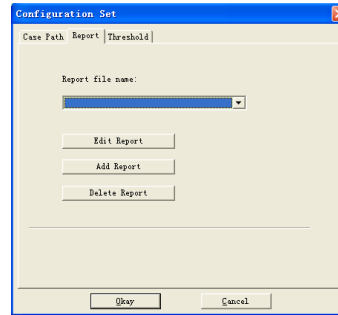 Configuration Set
Case Path Report Threshold
Report file name:
Edit Report
Add Report
Delete Report
Okay Cancel